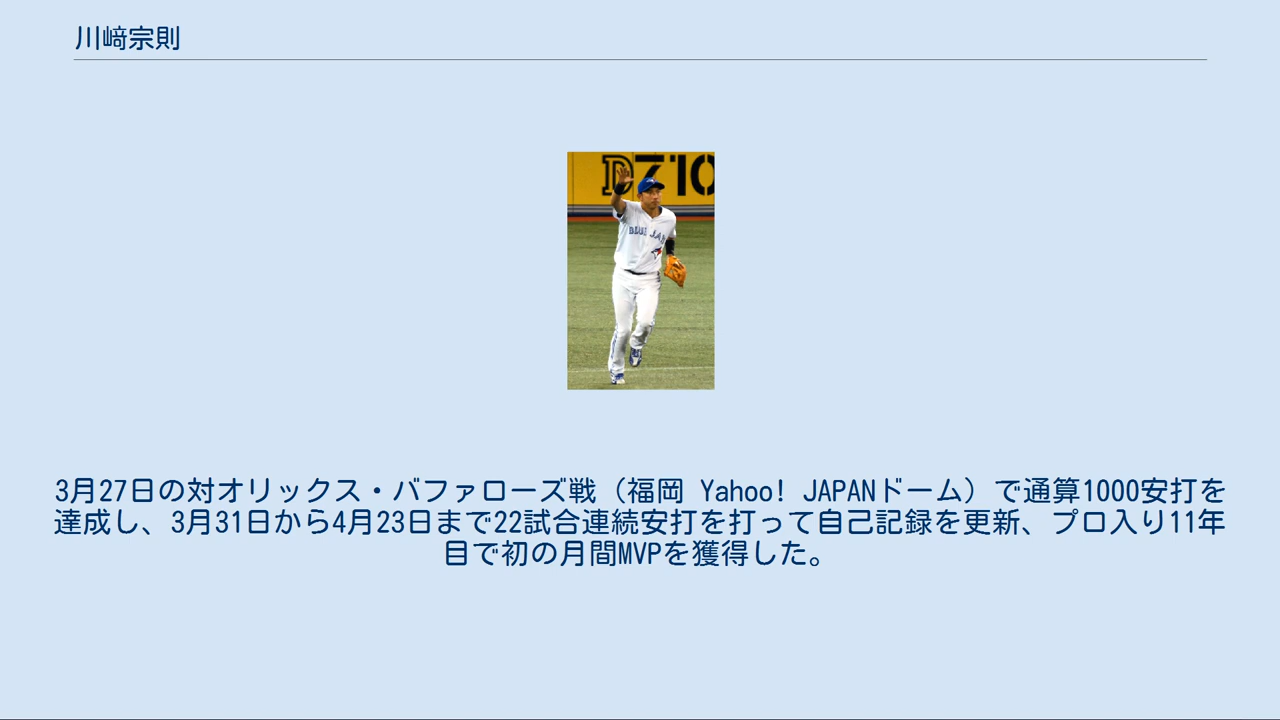 川﨑宗則
D 710
BLUE JAY
3月27日の対オリックス・バファローズ戦（福岡 Yahoo! JAPANドーム）で通算1000安打を
達成し、3月31日から4月23日まで22試合連続安打を打って自己記録を更新、プロ入り11年
目で初の月間MVPを獲得した。